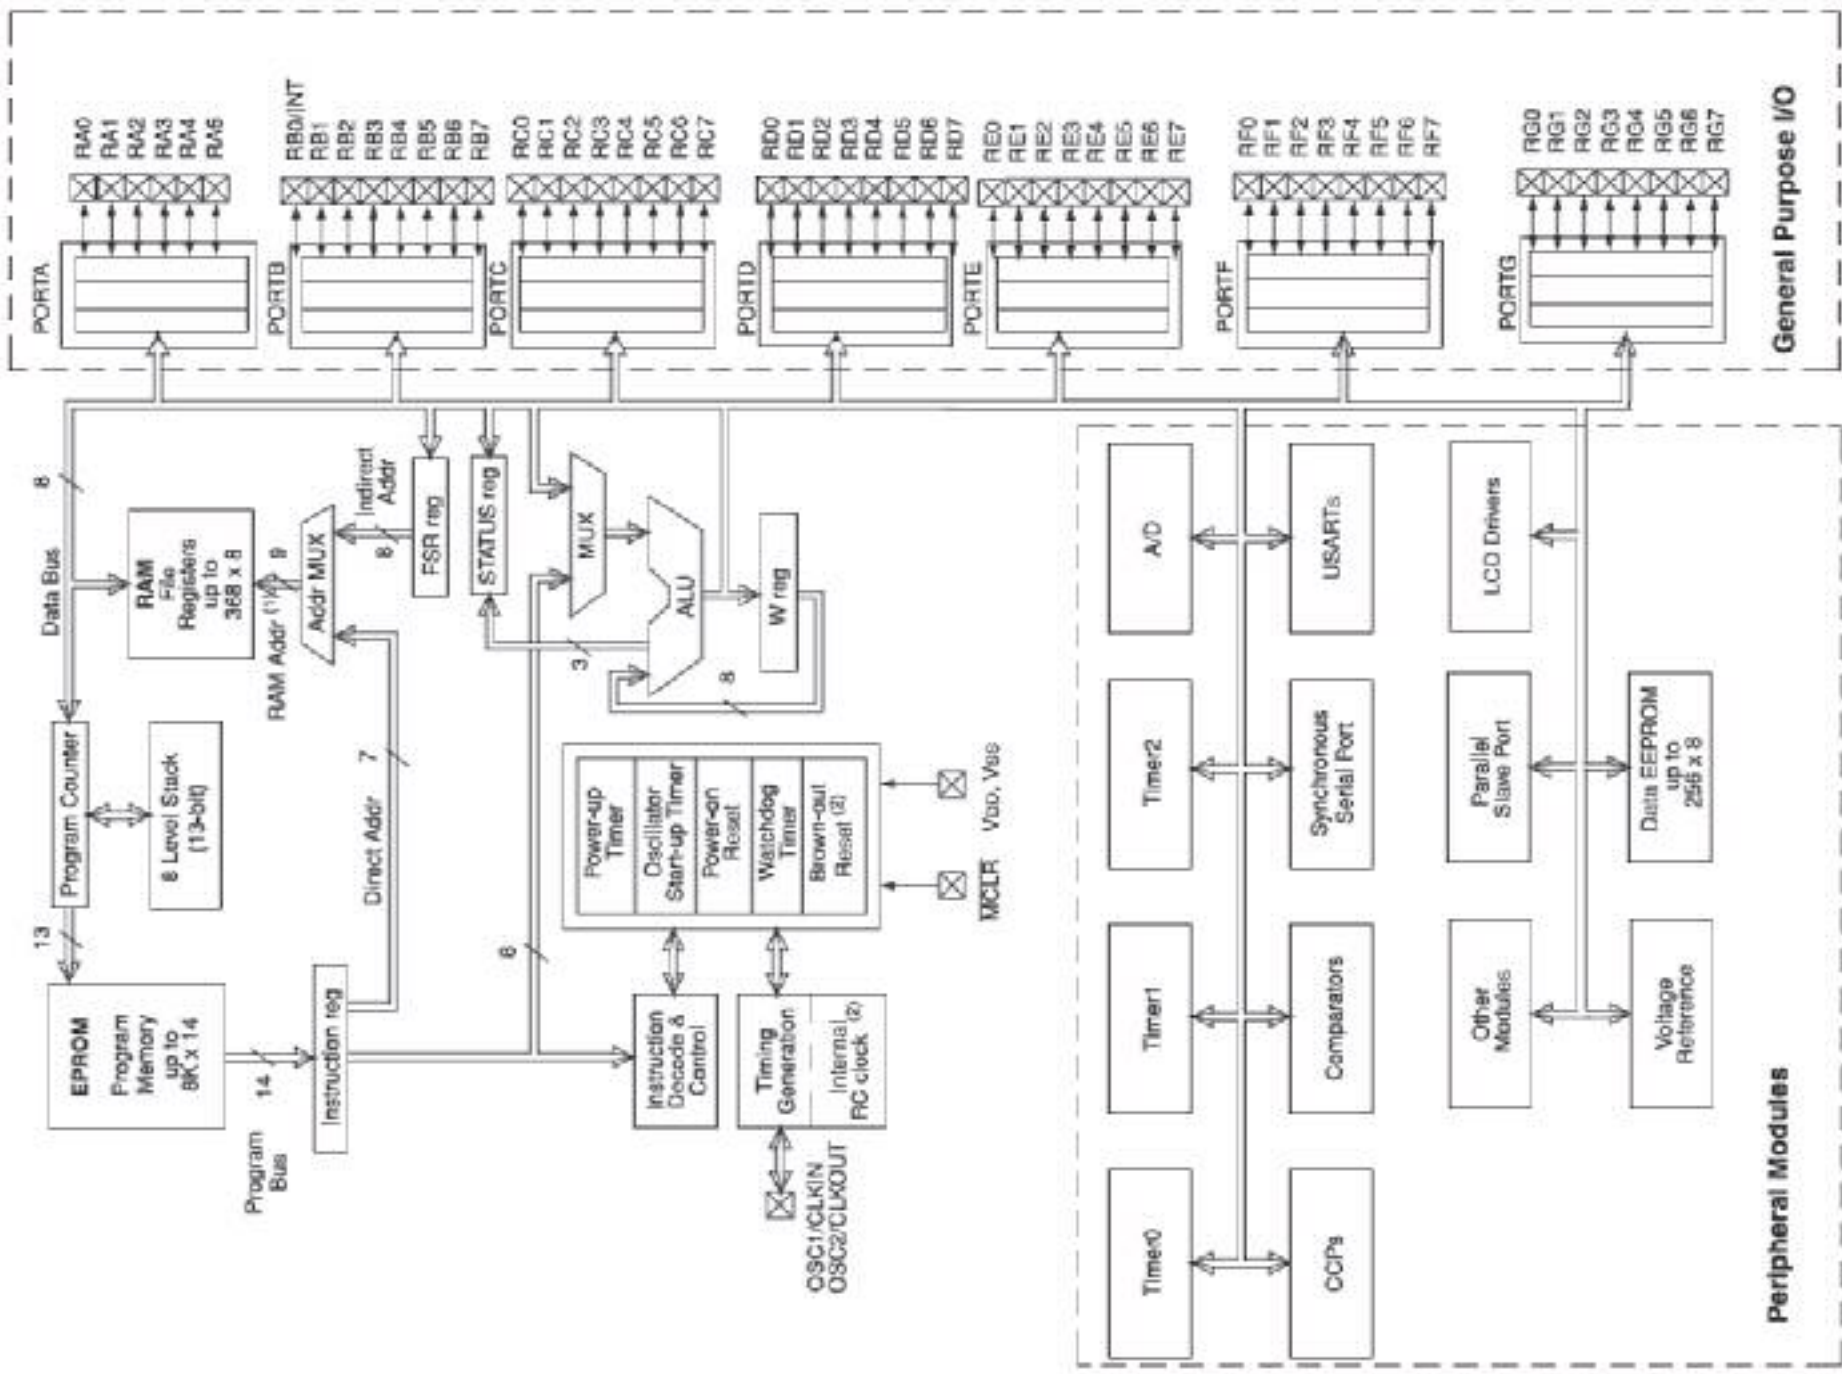 EPROM
Program
Memory
up to
8K x 14
13
Program Counter
Data Bus
8
8 Level Stack
(13-bit)
RAM
File
Registers
up to
368 x 8
RAM Addr (1)
9
Program
Bus
14
Instruction reg
Addr MUX
Direct Addr
7
8
Indirect
Addr
FSR reg
STATUS reg
8
3
MUX
ALU
8
W reg
Instruction
Decode &
Control
Timing
Generation
Internal
RC clock (2)
OSC1/CLKIN
OSC2/CLKOUT
Power-up
Timer
Oscillator
Start-up Timer
Power-on
Reset
Watchdog
Timer
Brown-out
Reset (2)
MCLR
VDD, VSS
PORTA
RA0
RA1
RA2
RA3
RA4
RA5
PORTB
RB0/INT
RB1
RB2
RB3
RB4
RB5
RB6
RB7
PORTC
RC0
RC1
RC2
RC3
RC4
RC5
RC6
RC7
PORTD
RD0
RD1
RD2
RD3
RD4
RD5
RD6
RD7
PORTE
RE0
RE1
RE2
RE3
RE4
RE5
RE6
RE7
PORTF
RF0
RF1
RF2
RF3
RF4
RF5
RF6
RF7
PORTG
RG0
RG1
RG2
RG3
RG4
RG5
RG6
RG7
General Purpose I/O
Timer0
Timer1
Timer2
A/D
CCPs
Comparators
Synchronous
Serial Port
USARTs
Other
Modules
Parallel
Slave Port
LCD Drivers
Voltage
Reference
Data EEPROM
up to
256 x 8
Peripheral Modules